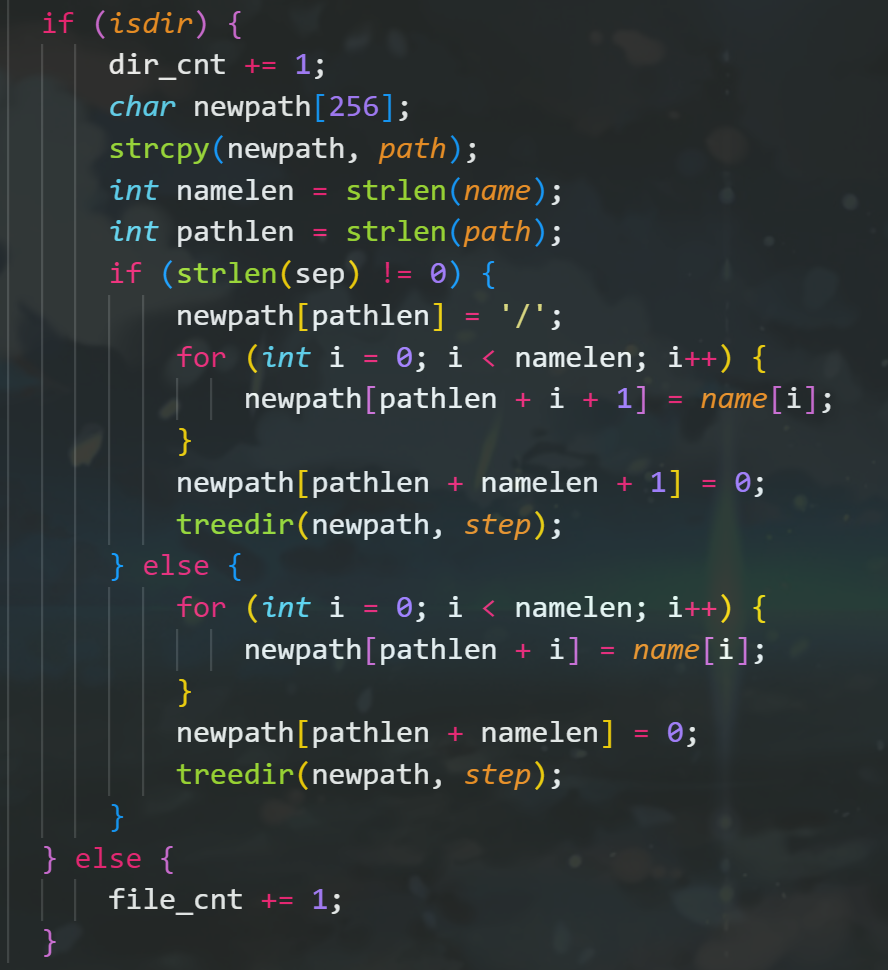 if (isdir) {
    dir_cnt += 1;
    char newpath[256];
    strcpy(newpath, path);
    int namelen = strlen(name);
    int pathlen = strlen(path);
    if (strlen(sep) != 0) {
        newpath[pathlen] = '/';
        for (int i = 0; i < namelen; i++) {
            newpath[pathlen + i + 1] = name[i];
        }
        newpath[pathlen + namelen + 1] = 0;
        treedir(newpath, step);
    } else {
        for (int i = 0; i < namelen; i++) {
            newpath[pathlen + i] = name[i];
        }
        newpath[pathlen + namelen] = 0;
        treedir(newpath, step);
    }
} else {
    file_cnt += 1;
}